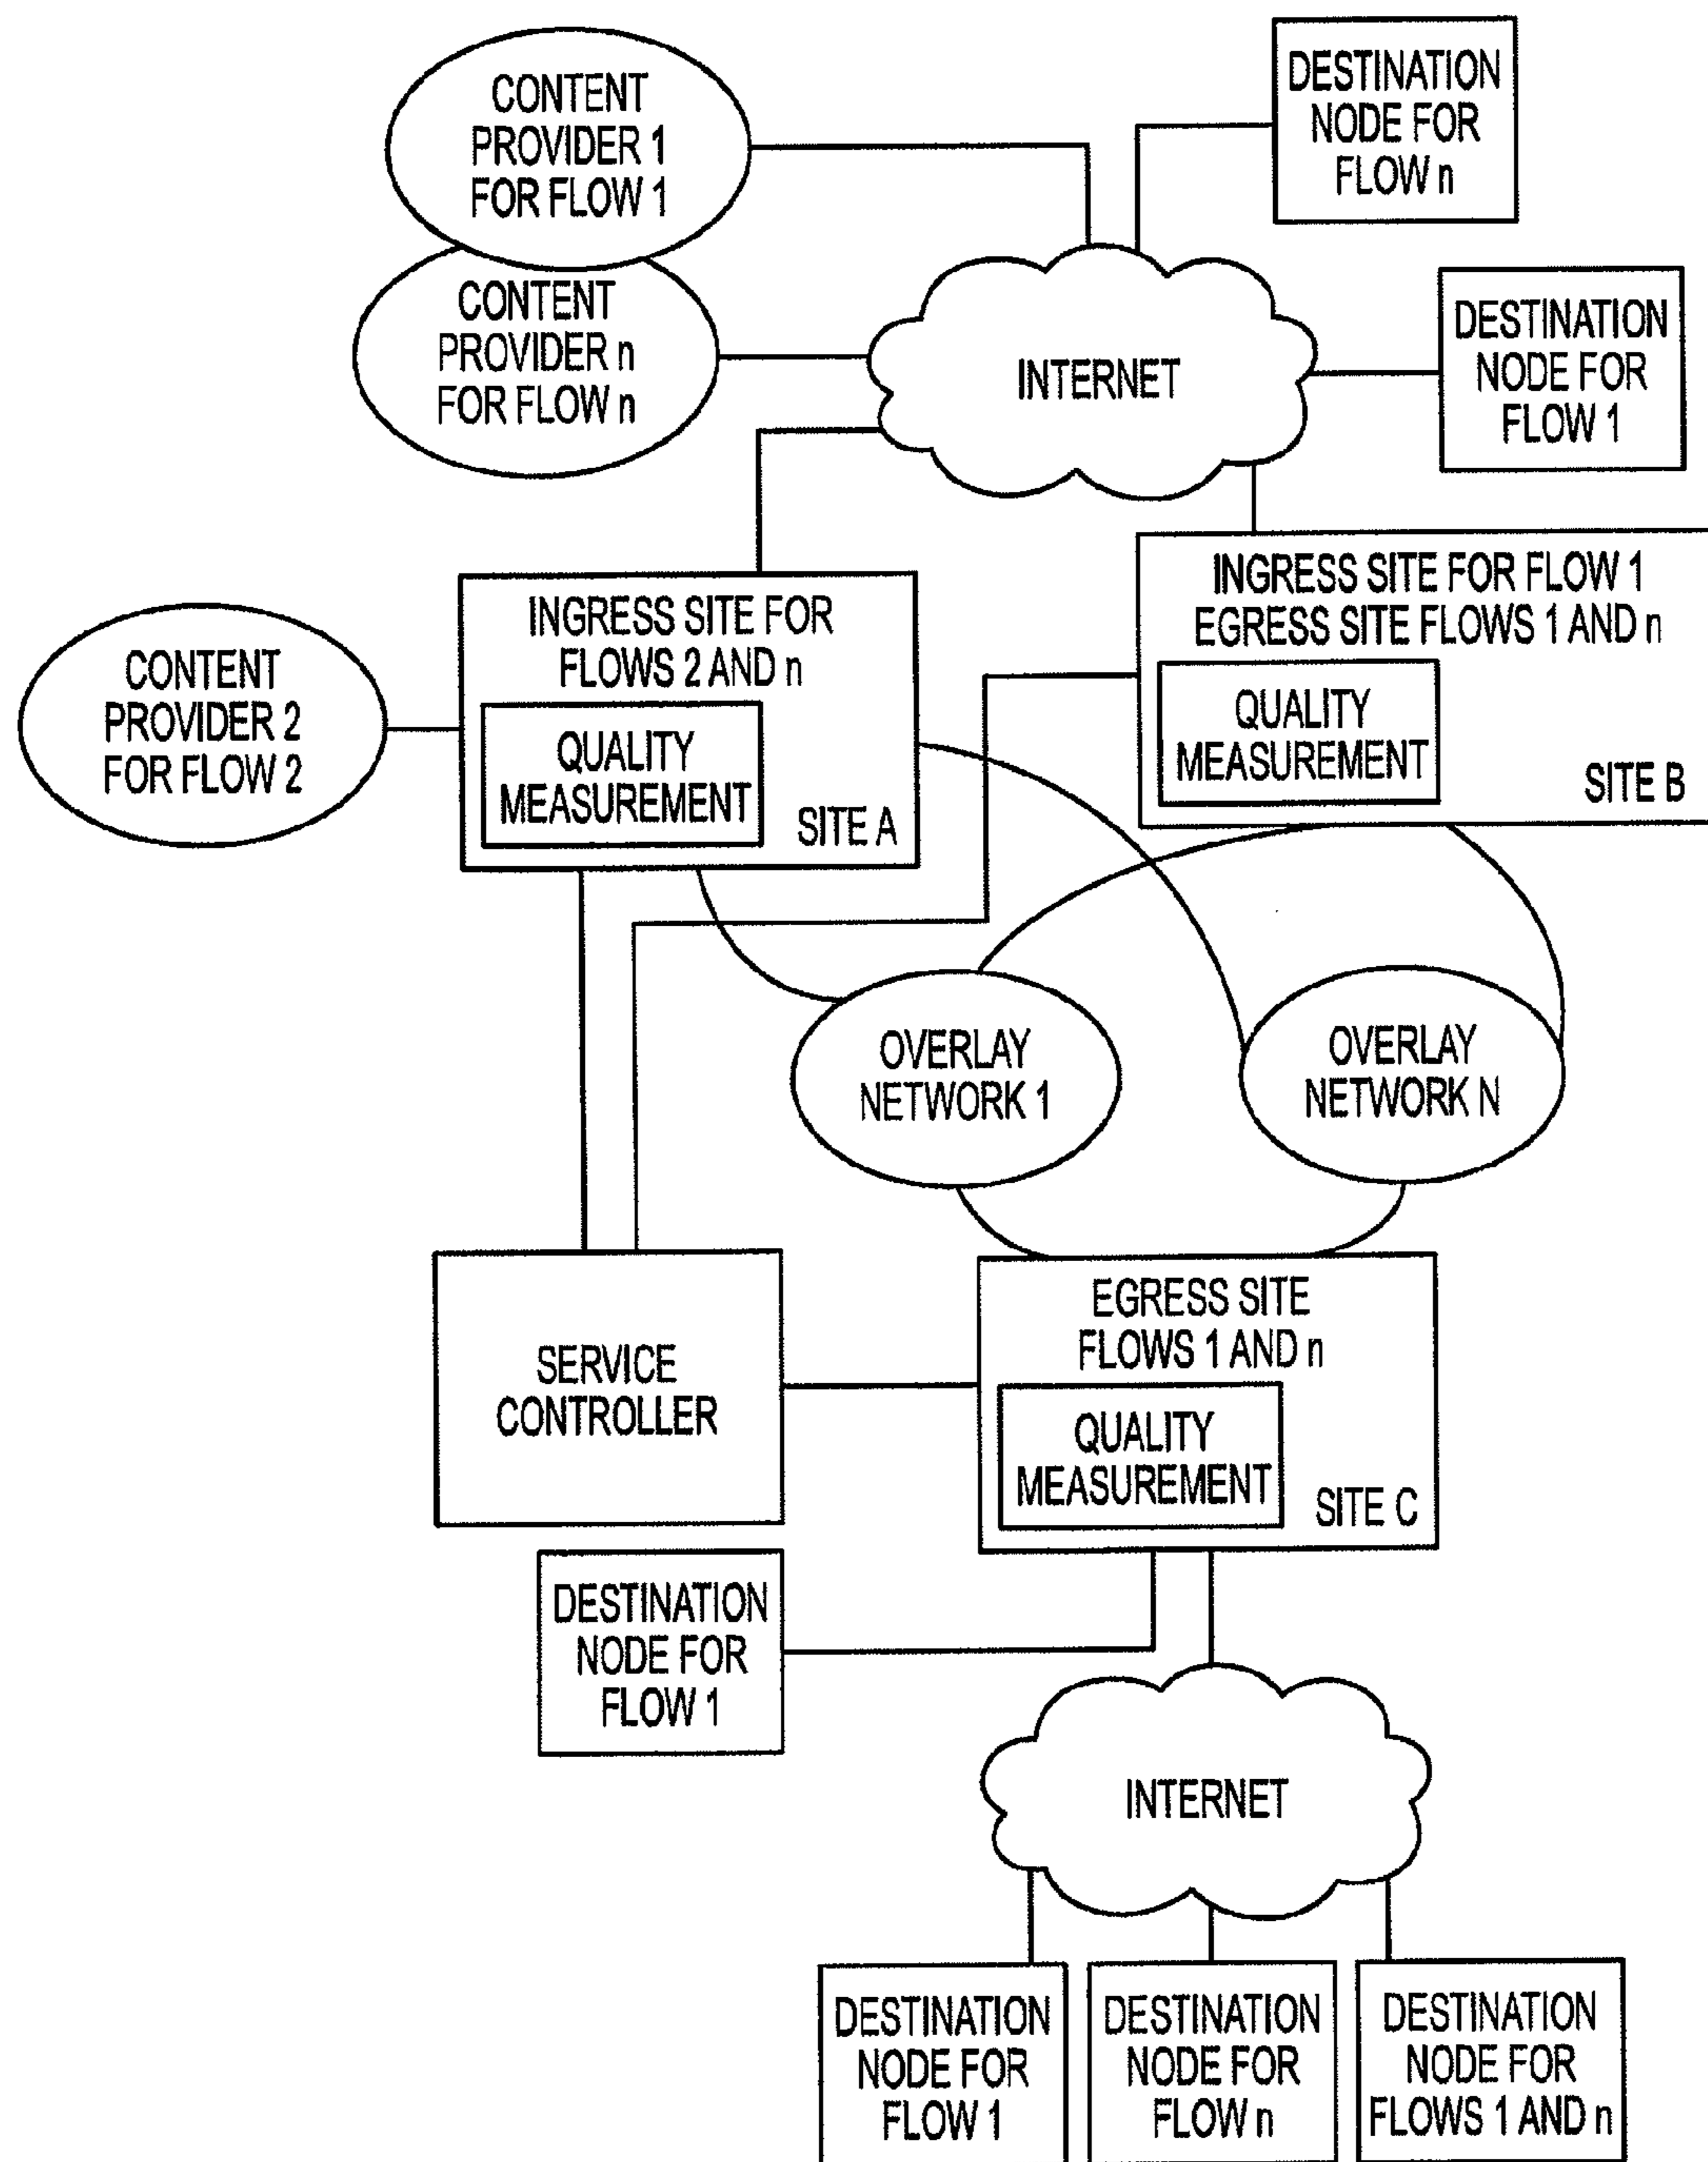 CONTENT
PROVIDER 1
FOR FLOW 1
DESTINATION
NODE FOR
FLOW n
CONTENT
PROVIDER n
FOR FLOW n
INTERNET
DESTINATION
NODE FOR
FLOW 1
INGRESS SITE FOR
FLOWS 2 AND n
QUALITY
MEASUREMENT
SITE A
INGRESS SITE FOR FLOW 1
EGRESS SITE FLOWS 1 AND n
QUALITY
MEASUREMENT
SITE B
CONTENT
PROVIDER 2
FOR FLOW 2
OVERLAY
NETWORK 1
OVERLAY
NETWORK N
SERVICE
CONTROLLER
EGRESS SITE
FLOWS 1 AND n
QUALITY
MEASUREMENT
SITE C
DESTINATION
NODE FOR
FLOW 1
INTERNET
DESTINATION
NODE FOR
FLOW 1
DESTINATION
NODE FOR
FLOW n
DESTINATION
NODE FOR
FLOWS 1 AND n